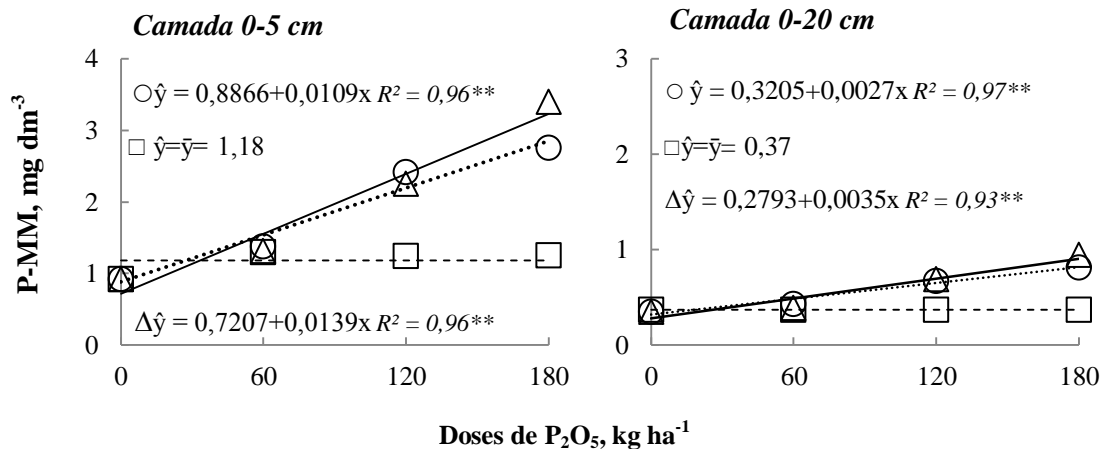 Camada 0-5 cm
P-MM, mg dm⁻³
4
3
2
1
0
○ŷ = 0,8866+0,0109x R² = 0,96**
□ ŷ=ȳ= 1,18
Δŷ = 0,7207+0,0139x R² = 0,96**
0 60 120 180
Camada 0-20 cm
3
2
1
0
○ ŷ = 0,3205+0,0027x R² = 0,97**
□ŷ=ȳ= 0,37
Δŷ = 0,2793+0,0035x R² = 0,93**
0 60 120 180
Doses de P₂O₅, kg ha⁻¹